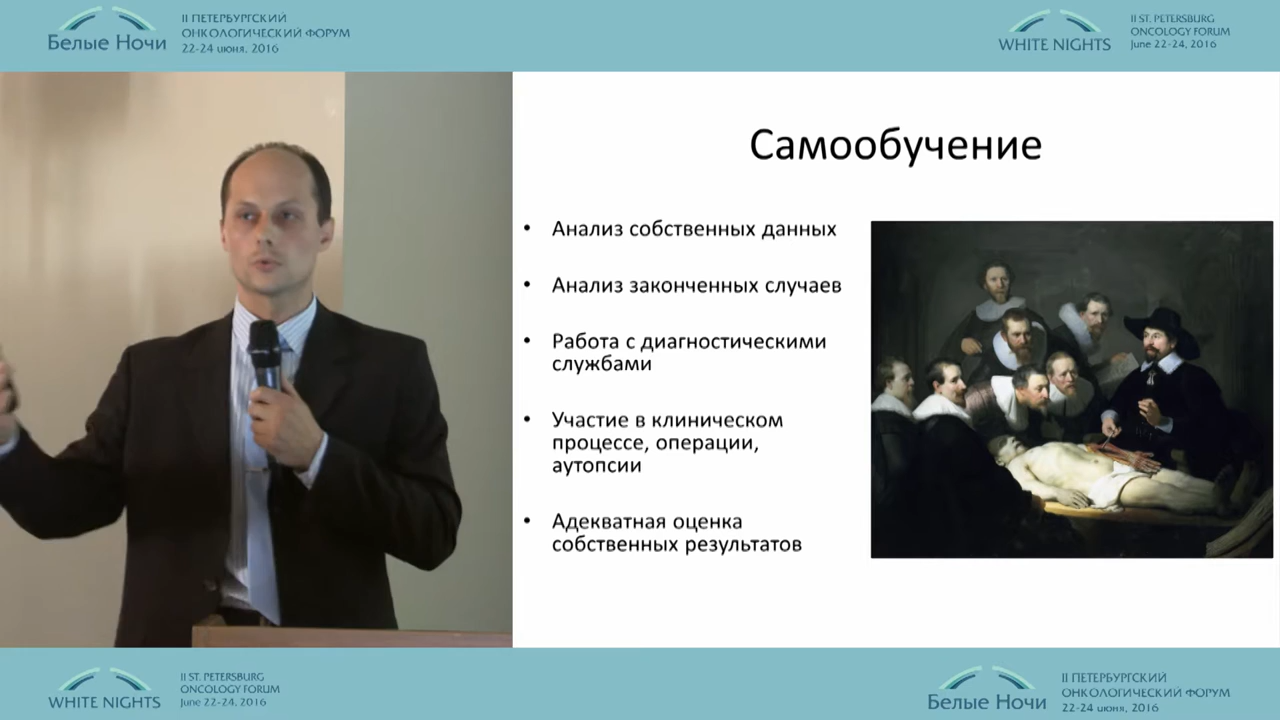 Белые Ночи
II ПЕТЕРБУРГСКИЙ
ОНКОЛОГИЧЕСКИЙ ФОРУМ
22-24 июня, 2016
WHITE NIGHTS
II ST. PETERSBURG
ONCOLOGY FORUM
June 22-24, 2016
Самообучение
• Анализ собственных данных
• Анализ законченных случаев
• Работа с диагностическими
службами
• Участие в клиническом
процессе, операции,
аутопсии
• Адекватная оценка
собственных результатов
WHITE NIGHTS
II ST. PETERSBURG
ONCOLOGY FORUM
June 22-24, 2016
Белые Ночи
II ПЕТЕРБУРГСКИЙ
ОНКОЛОГИЧЕСКИЙ ФОРУМ
22-24 июня, 2016